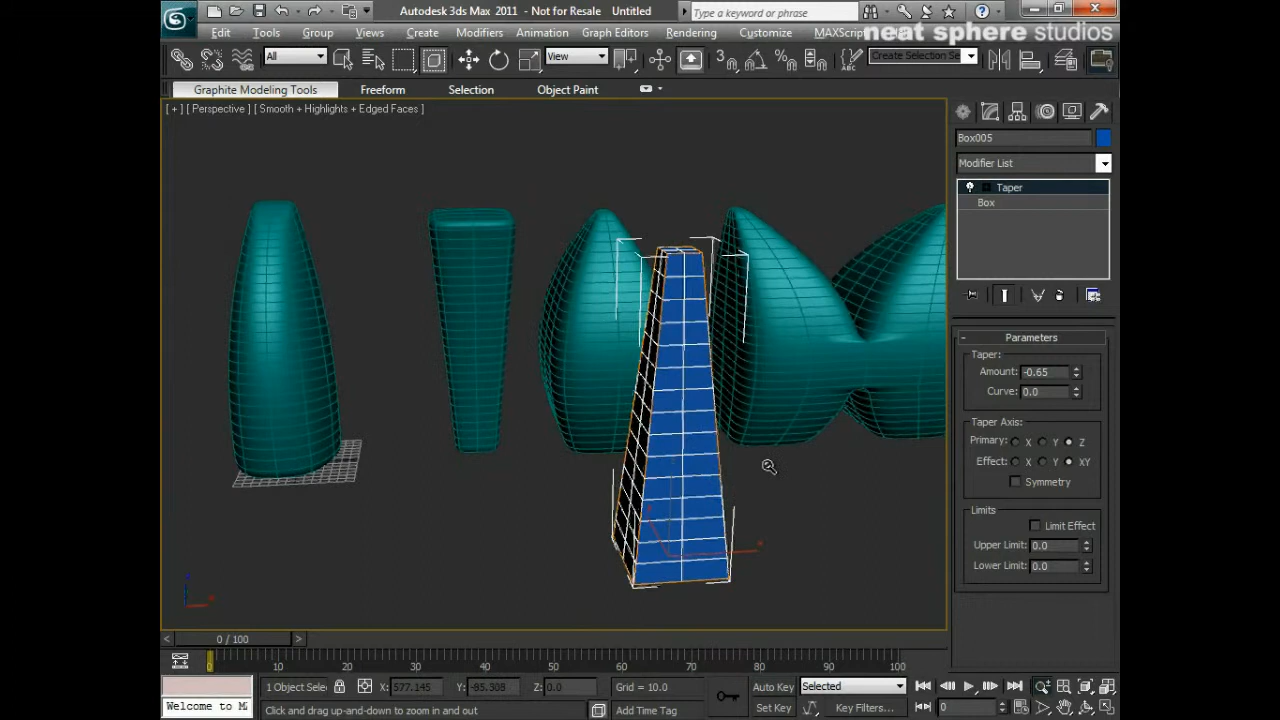 Autodesk 3ds Max 2011 - Not for Resale Untitled
Type a keyword or phrase
Edit Tools Group Views Create Modifiers Animation Graph Editors Rendering Customize MAXScri
neat sphere studios
All
View
Create Selection Se
Graphite Modeling Tools Freeform Selection Object Paint
[ + ] [ Perspective ] [ Smooth + Highlights + Edged Faces ]
Box005
Modifier List
Taper
Box
Parameters
Taper:
Amount: -0.65
Curve: 0.0
Taper Axis:
Primary: X Y Z
Effect: X Y XY
Symmetry
Limits
Limit Effect
Upper Limit: 0.0
Lower Limit: 0.0
< 0 / 100 >
0 10 20 30 40 50 60 70 80 90 100
1 Object Sele X: 577.145 Y: -85.308 Z: 0.0 Grid = 10.0 Auto Key Selected
Welcome to M Click and drag up-and-down to zoom in and out Add Time Tag Set Key Key Filters... 0